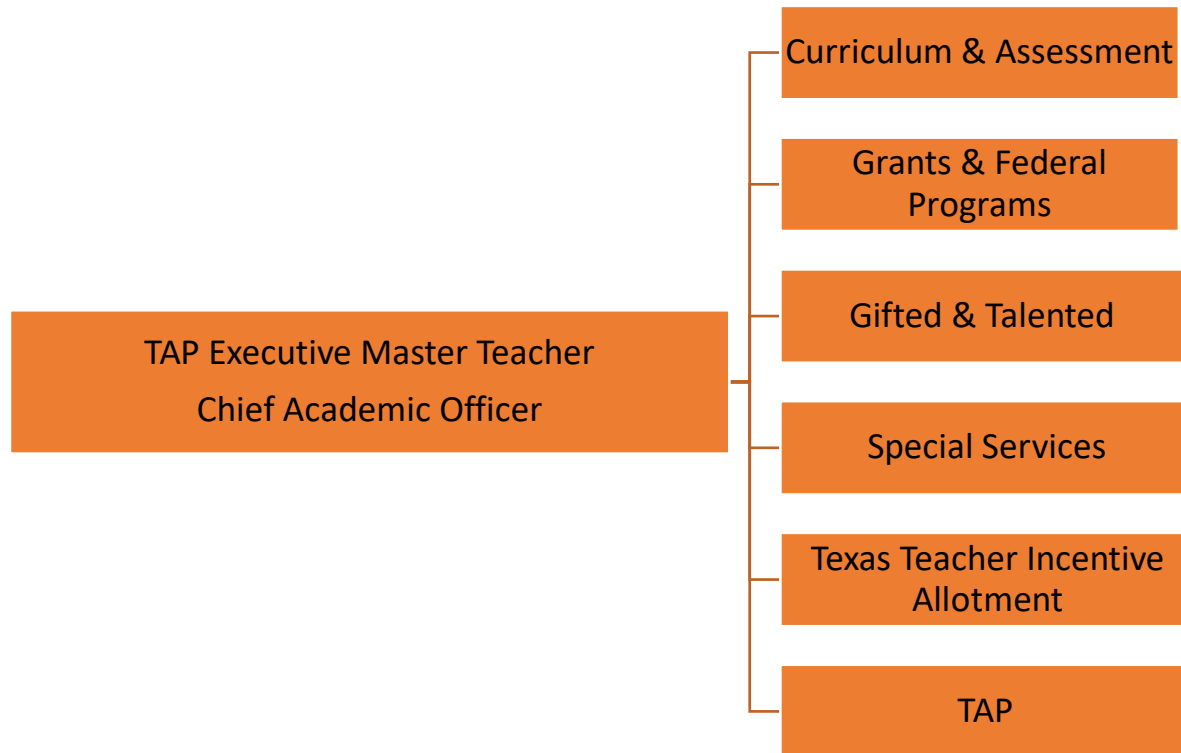 Curriculum & Assessment
Grants & Federal
Programs
Gifted & Talented
TAP Executive Master Teacher
Chief Academic Officer
Special Services
Texas Teacher Incentive
Allotment
TAP